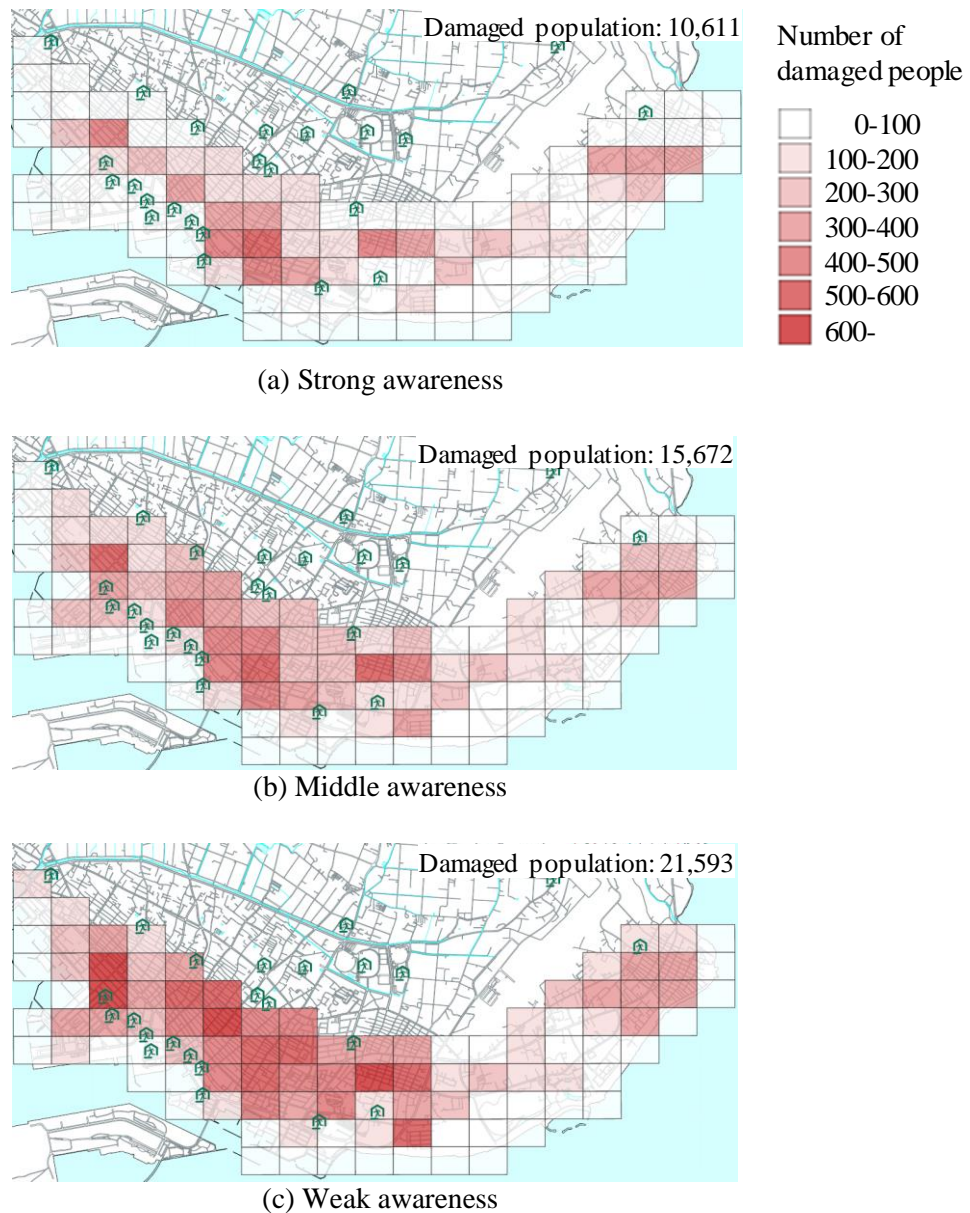 Damaged population: 10,611
Number of
damaged people
0-100
100-200
200-300
300-400
400-500
500-600
600-
(a) Strong awareness
Damaged population: 15,672
(b) Middle awareness
Damaged population: 21,593
(c) Weak awareness